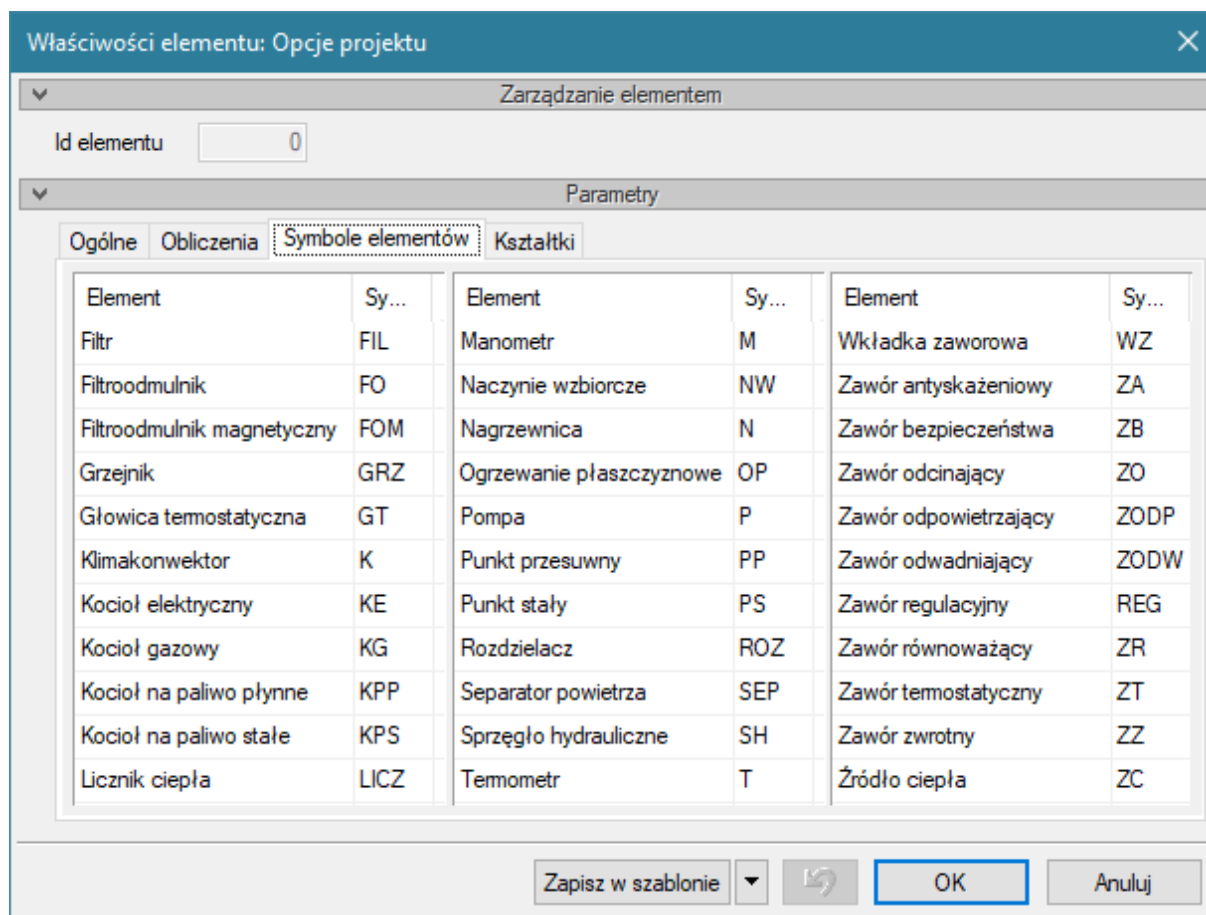 Właściwości elementu: Opcje projektu
Zarządzanie elementem
Id elementu 0
Parametry
Ogólne Obliczenia Symbole elementów Kształtki
Element Sy... Element Sy... Element Sy...
Filtr FIL Manometr M Wkładka zaworowa WZ
Filtroodmulnik FO Naczynie wzbiorcze NW Zawór antyskażeniowy ZA
Filtroodmulnik magnetyczny FOM Nagrzewnica N Zawór bezpieczeństwa ZB
Grzejnik GRZ Ogrzewanie płaszczyznowe OP Zawór odcinający ZO
Głowica termostatyczna GT Pompa P Zawór odpowietrzający ZODP
Klimakonwektor K Punkt przesuwny PP Zawór odwadniający ZODW
Kocioł elektryczny KE Punkt stały PS Zawór regulacyjny REG
Kocioł gazowy KG Rozdzielacz ROZ Zawór równoważący ZR
Kocioł na paliwo płynne KPP Separator powietrza SEP Zawór termostatyczny ZT
Kocioł na paliwo stałe KPS Sprzęgło hydrauliczne SH Zawór zwrotny ZZ
Licznik ciepła LICZ Termometr T Źródło ciepła ZC
Zapisz w szablonie OK Anuluj